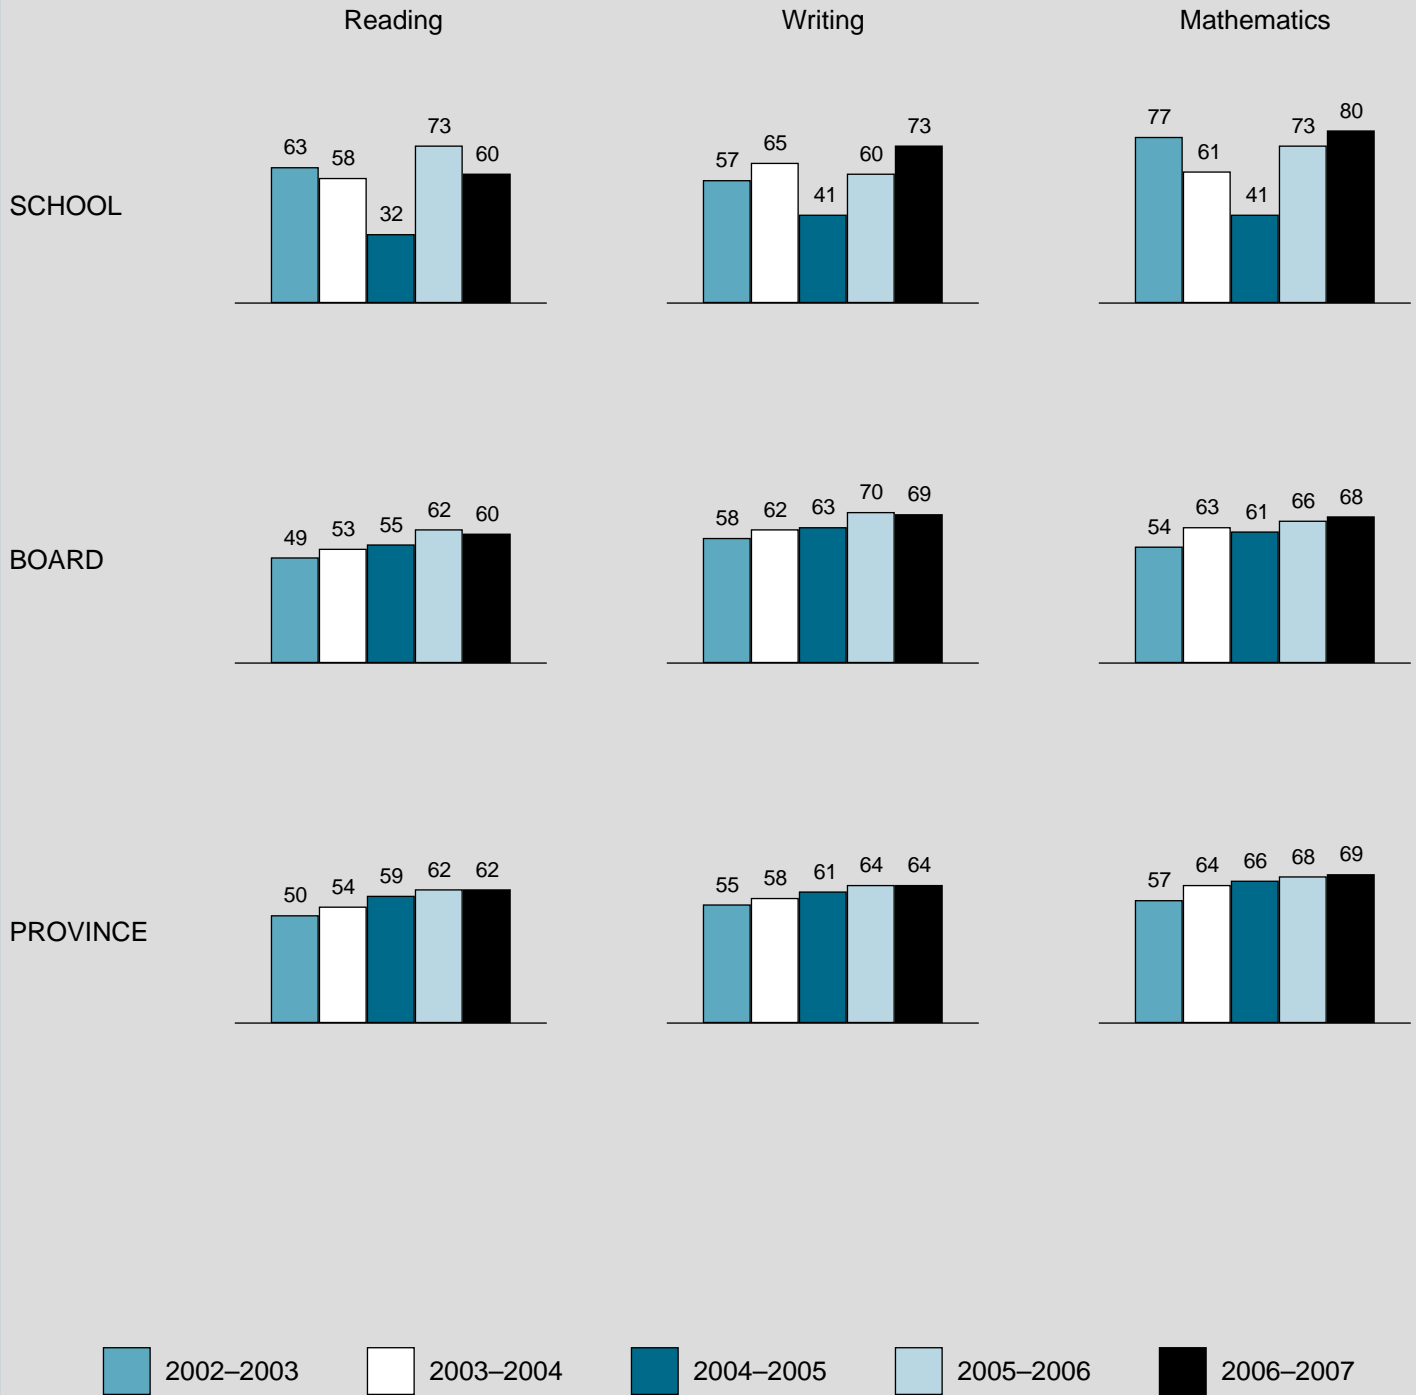 Reading Writing Mathematics
SCHOOL
63 58 32 73 60
57 65 41 60 73
77 61 41 73 80
BOARD
49 53 55 62 60
58 62 63 70 69
54 63 61 66 68
PROVINCE
50 54 59 62 62
55 58 61 64 64
57 64 66 68 69
2002–2003 2003–2004 2004–2005 2005–2006 2006–2007